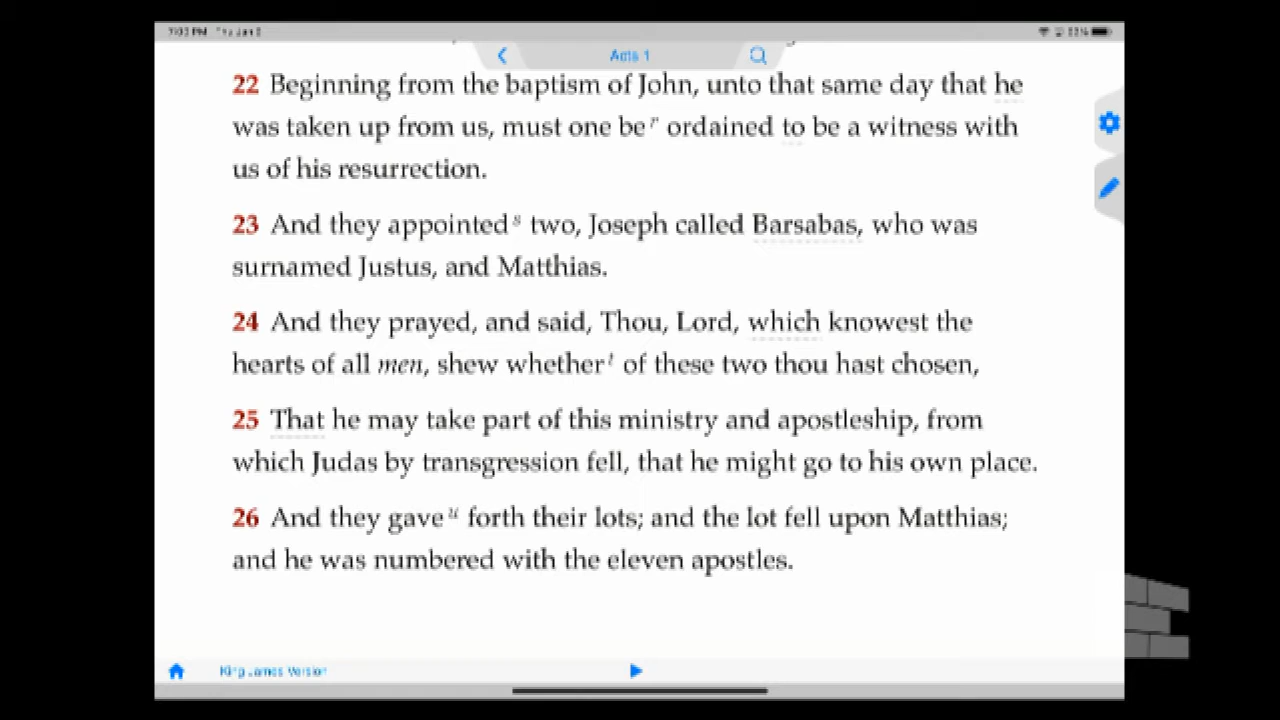 Acts 1
22 Beginning from the baptism of John, unto that same day that he
was taken up from us, must one be r ordained to be a witness with
us of his resurrection.
23 And they appointed s two, Joseph called Barsabas, who was
surnamed Justus, and Matthias.
24 And they prayed, and said, Thou, Lord, which knowest the
hearts of all men, shew whether t of these two thou hast chosen,
25 That he may take part of this ministry and apostleship, from
which Judas by transgression fell, that he might go to his own place.
26 And they gave u forth their lots; and the lot fell upon Matthias;
and he was numbered with the eleven apostles.
King James Version